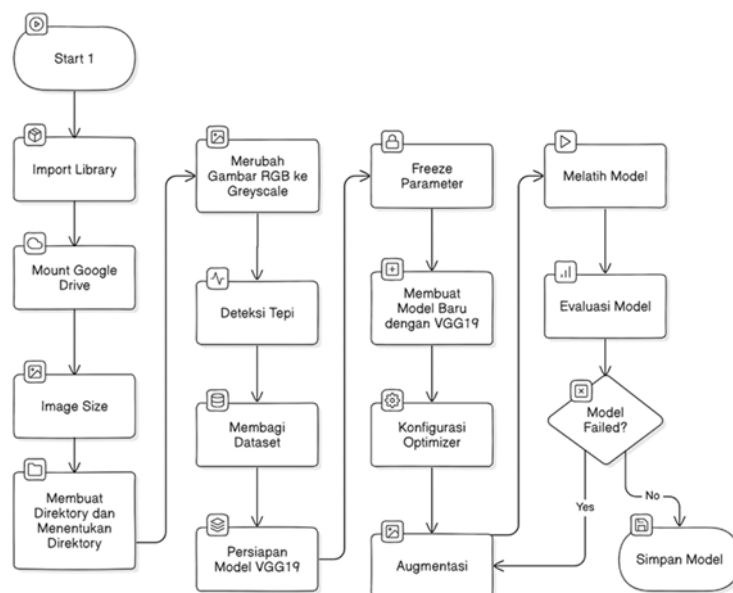 Start 1
Import Library
Mount Google
Drive
Image Size
Membuat
Direktory dan
Menentukan
Direktory
Merubah
Gambar RGB ke
Greyscale
Deteksi Tepi
Membagi
Dataset
Persiapan
Model VGG19
Freeze
Parameter
Membuat
Model Baru
dengan VGG19
Konfigurasi
Optimizer
Augmentasi
Melatih Model
Evaluasi Model
Model
Failed?
Yes
No
Simpan Model